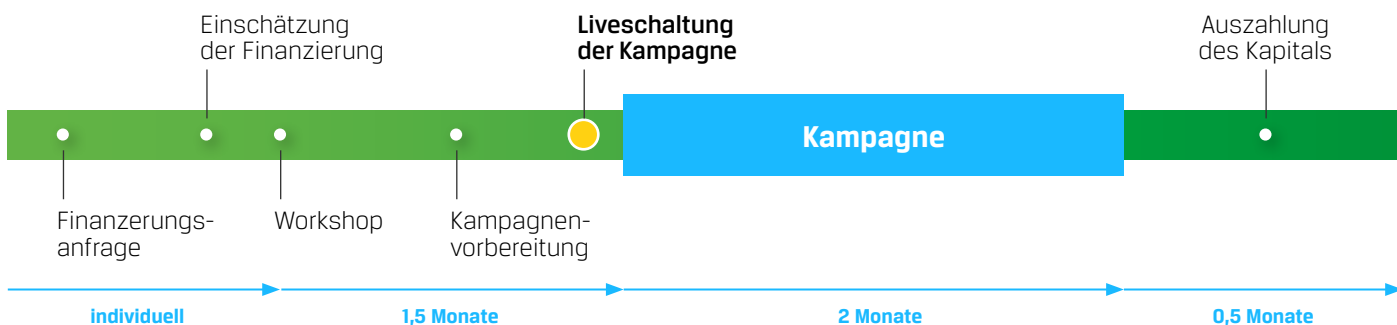 Einschätzung
der Finanzierung
Liveschaltung
der Kampagne
Auszahlung
des Kapitals
Kampagne
Finanzerungs-
anfrage
Workshop
Kampagnen-
vorbereitung
individuell
1,5 Monate
2 Monate
0,5 Monate